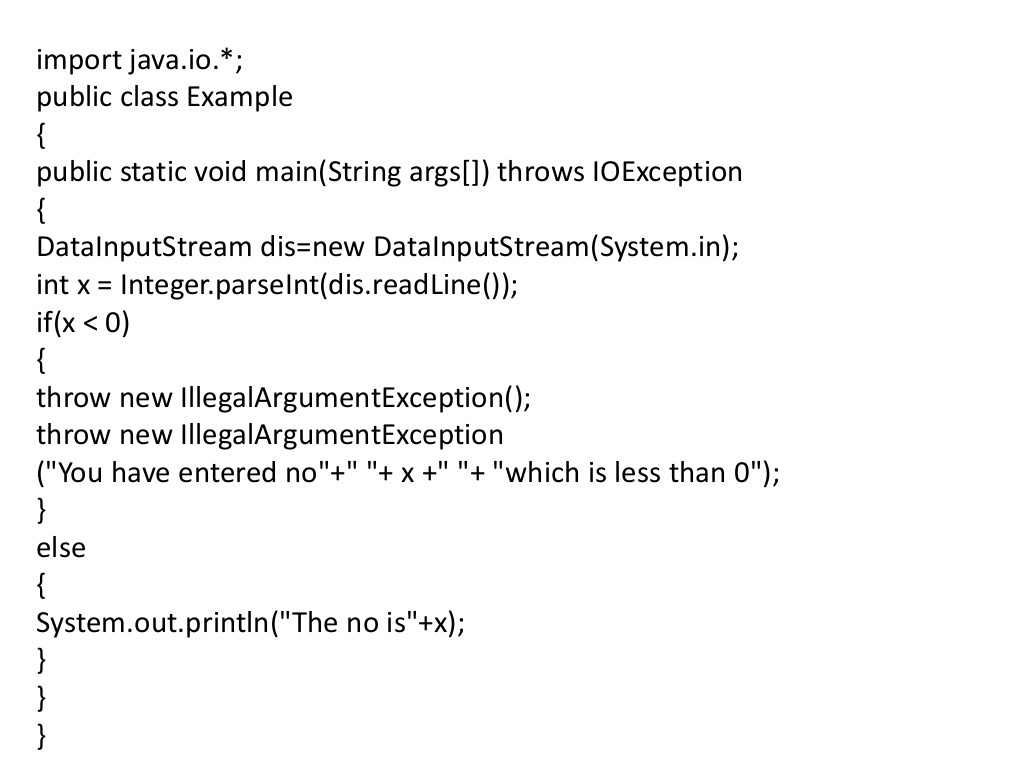 import java.io.*;
public class Example
{
public static void main(String args[]) throws IOException
{
DataInputStream dis=new DataInputStream(System.in);
int x = Integer.parseInt(dis.readLine());
if(x < 0)
{
throw new IllegalArgumentException();
throw new IllegalArgumentException
("You have entered no"+" "+ x +" "+ "which is less than 0");
}
else
{
System.out.println("The no is"+x);
}
}
}